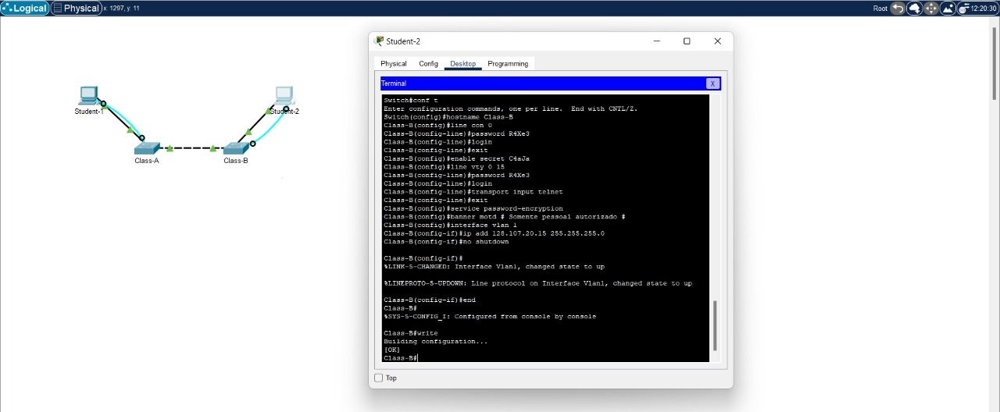 Logical Physical x: 1297, y: 11 Root 12:20:30
Student-2
Physical Config Desktop Programming
Terminal X
Switch#conf t
Enter configuration commands, one per line. End with CNTL/Z.
Switch(config)#hostname Class-B
Class-B(config)#line con 0
Class-B(config-line)#password R4Xe3
Class-B(config-line)#login
Class-B(config-line)#exit
Class-B(config)#enable secret C4aJa
Class-B(config)#line vty 0 15
Class-B(config-line)#password R4Xe3
Class-B(config-line)#login
Class-B(config-line)#transport input telnet
Class-B(config-line)#exit
Class-B(config)#service password-encryption
Class-B(config)#banner motd # Somente pessoal autorizado #
Class-B(config)#interface vlan 1
Class-B(config-if)#ip add 128.107.20.15 255.255.255.0
Class-B(config-if)#no shutdown
Class-B(config-if)#
%LINK-5-CHANGED: Interface Vlan1, changed state to up
%LINEPROTO-5-UPDOWN: Line protocol on Interface Vlan1, changed state to up
Class-B(config-if)#end
Class-B#
%SYS-5-CONFIG_I: Configured from console by console
Class-B#write
Building configuration...
[OK]
Class-B#
Top
Student-1
Student-2
Class-A
Class-B